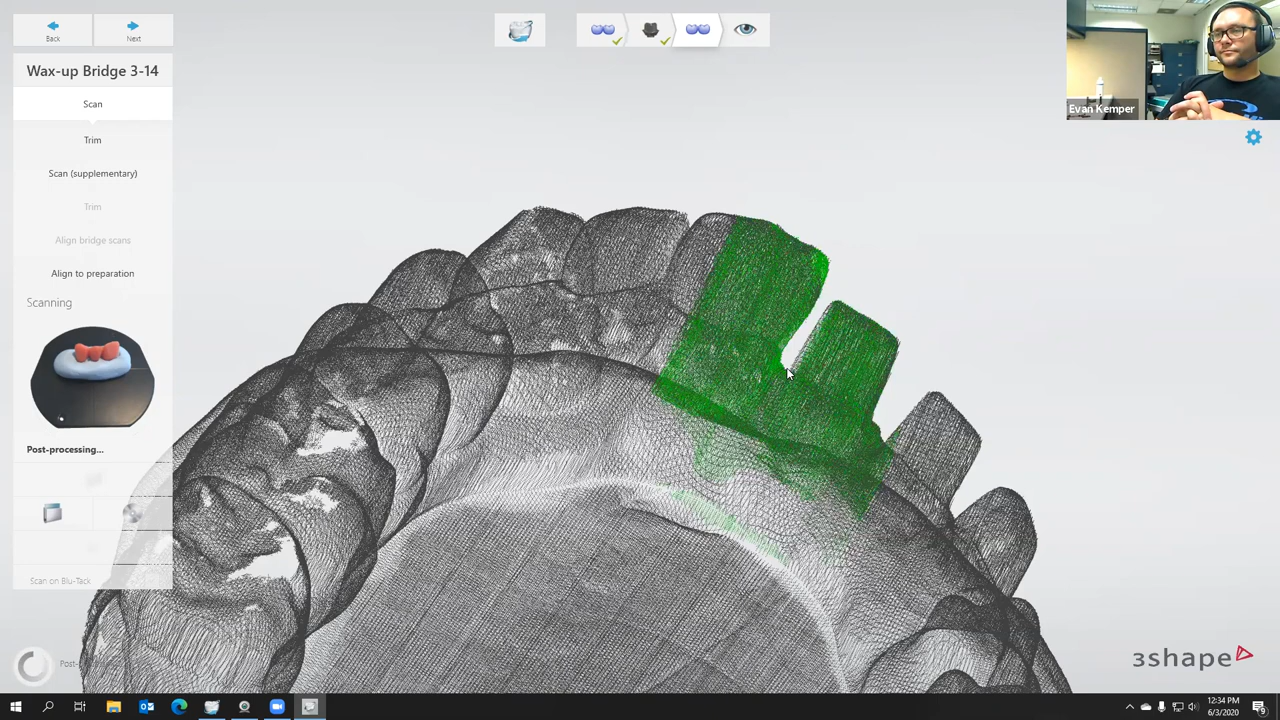 Back
Next
Wax-up Bridge 3-14
Scan
Trim
Scan (supplementary)
Trim
Align bridge scans
Align to preparation
Scanning
Post-processing...
Scan on Blu-Tack
Evan Kemper
3shape
12:34 PM
6/3/2020